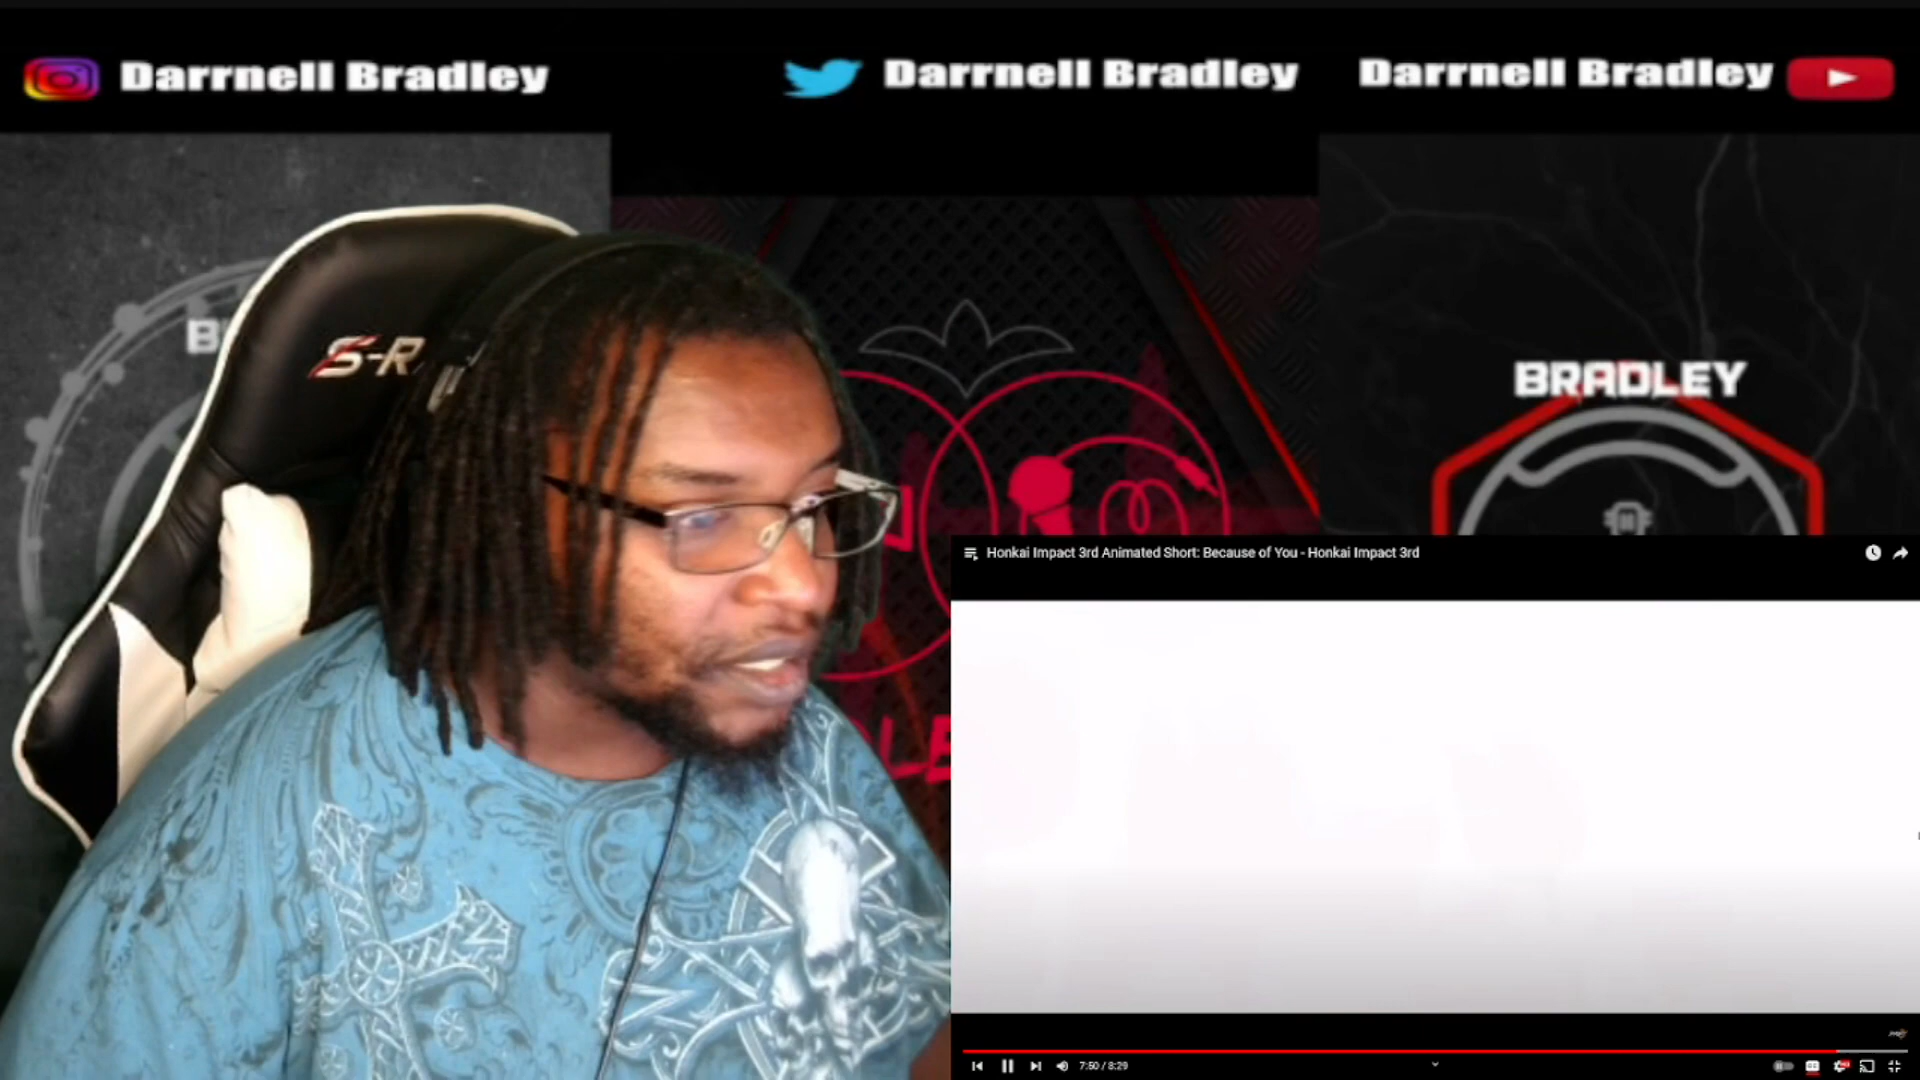 Darrnell Bradley
Darrnell Bradley
Darrnell Bradley
S-R
BRADLEY
Honkai Impact 3rd Animated Short: Because of You - Honkai Impact 3rd
7:50 / 8:29